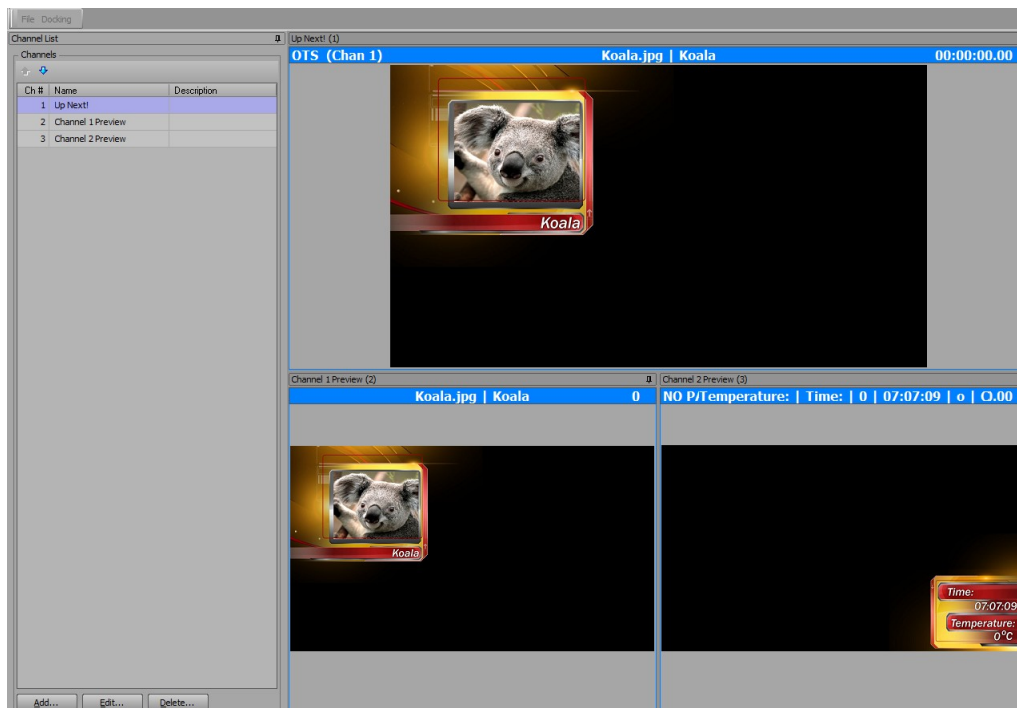 File Docking
Channel List
Channels
Ch # Name Description
1 Up Next!
2 Channel 1 Preview
3 Channel 2 Preview
Add... Edit... Delete...
Up Next! (1)
OTS (Chan 1) Koala.jpg | Koala 00:00:00.00
Koala
Channel 1 Preview (2)
Koala.jpg | Koala 0
Koala
Channel 2 Preview (3)
NO P/Temperature: | Time: | 0 | 07:07:09 | o | .00
Time:
07:07:09
Temperature:
0°C